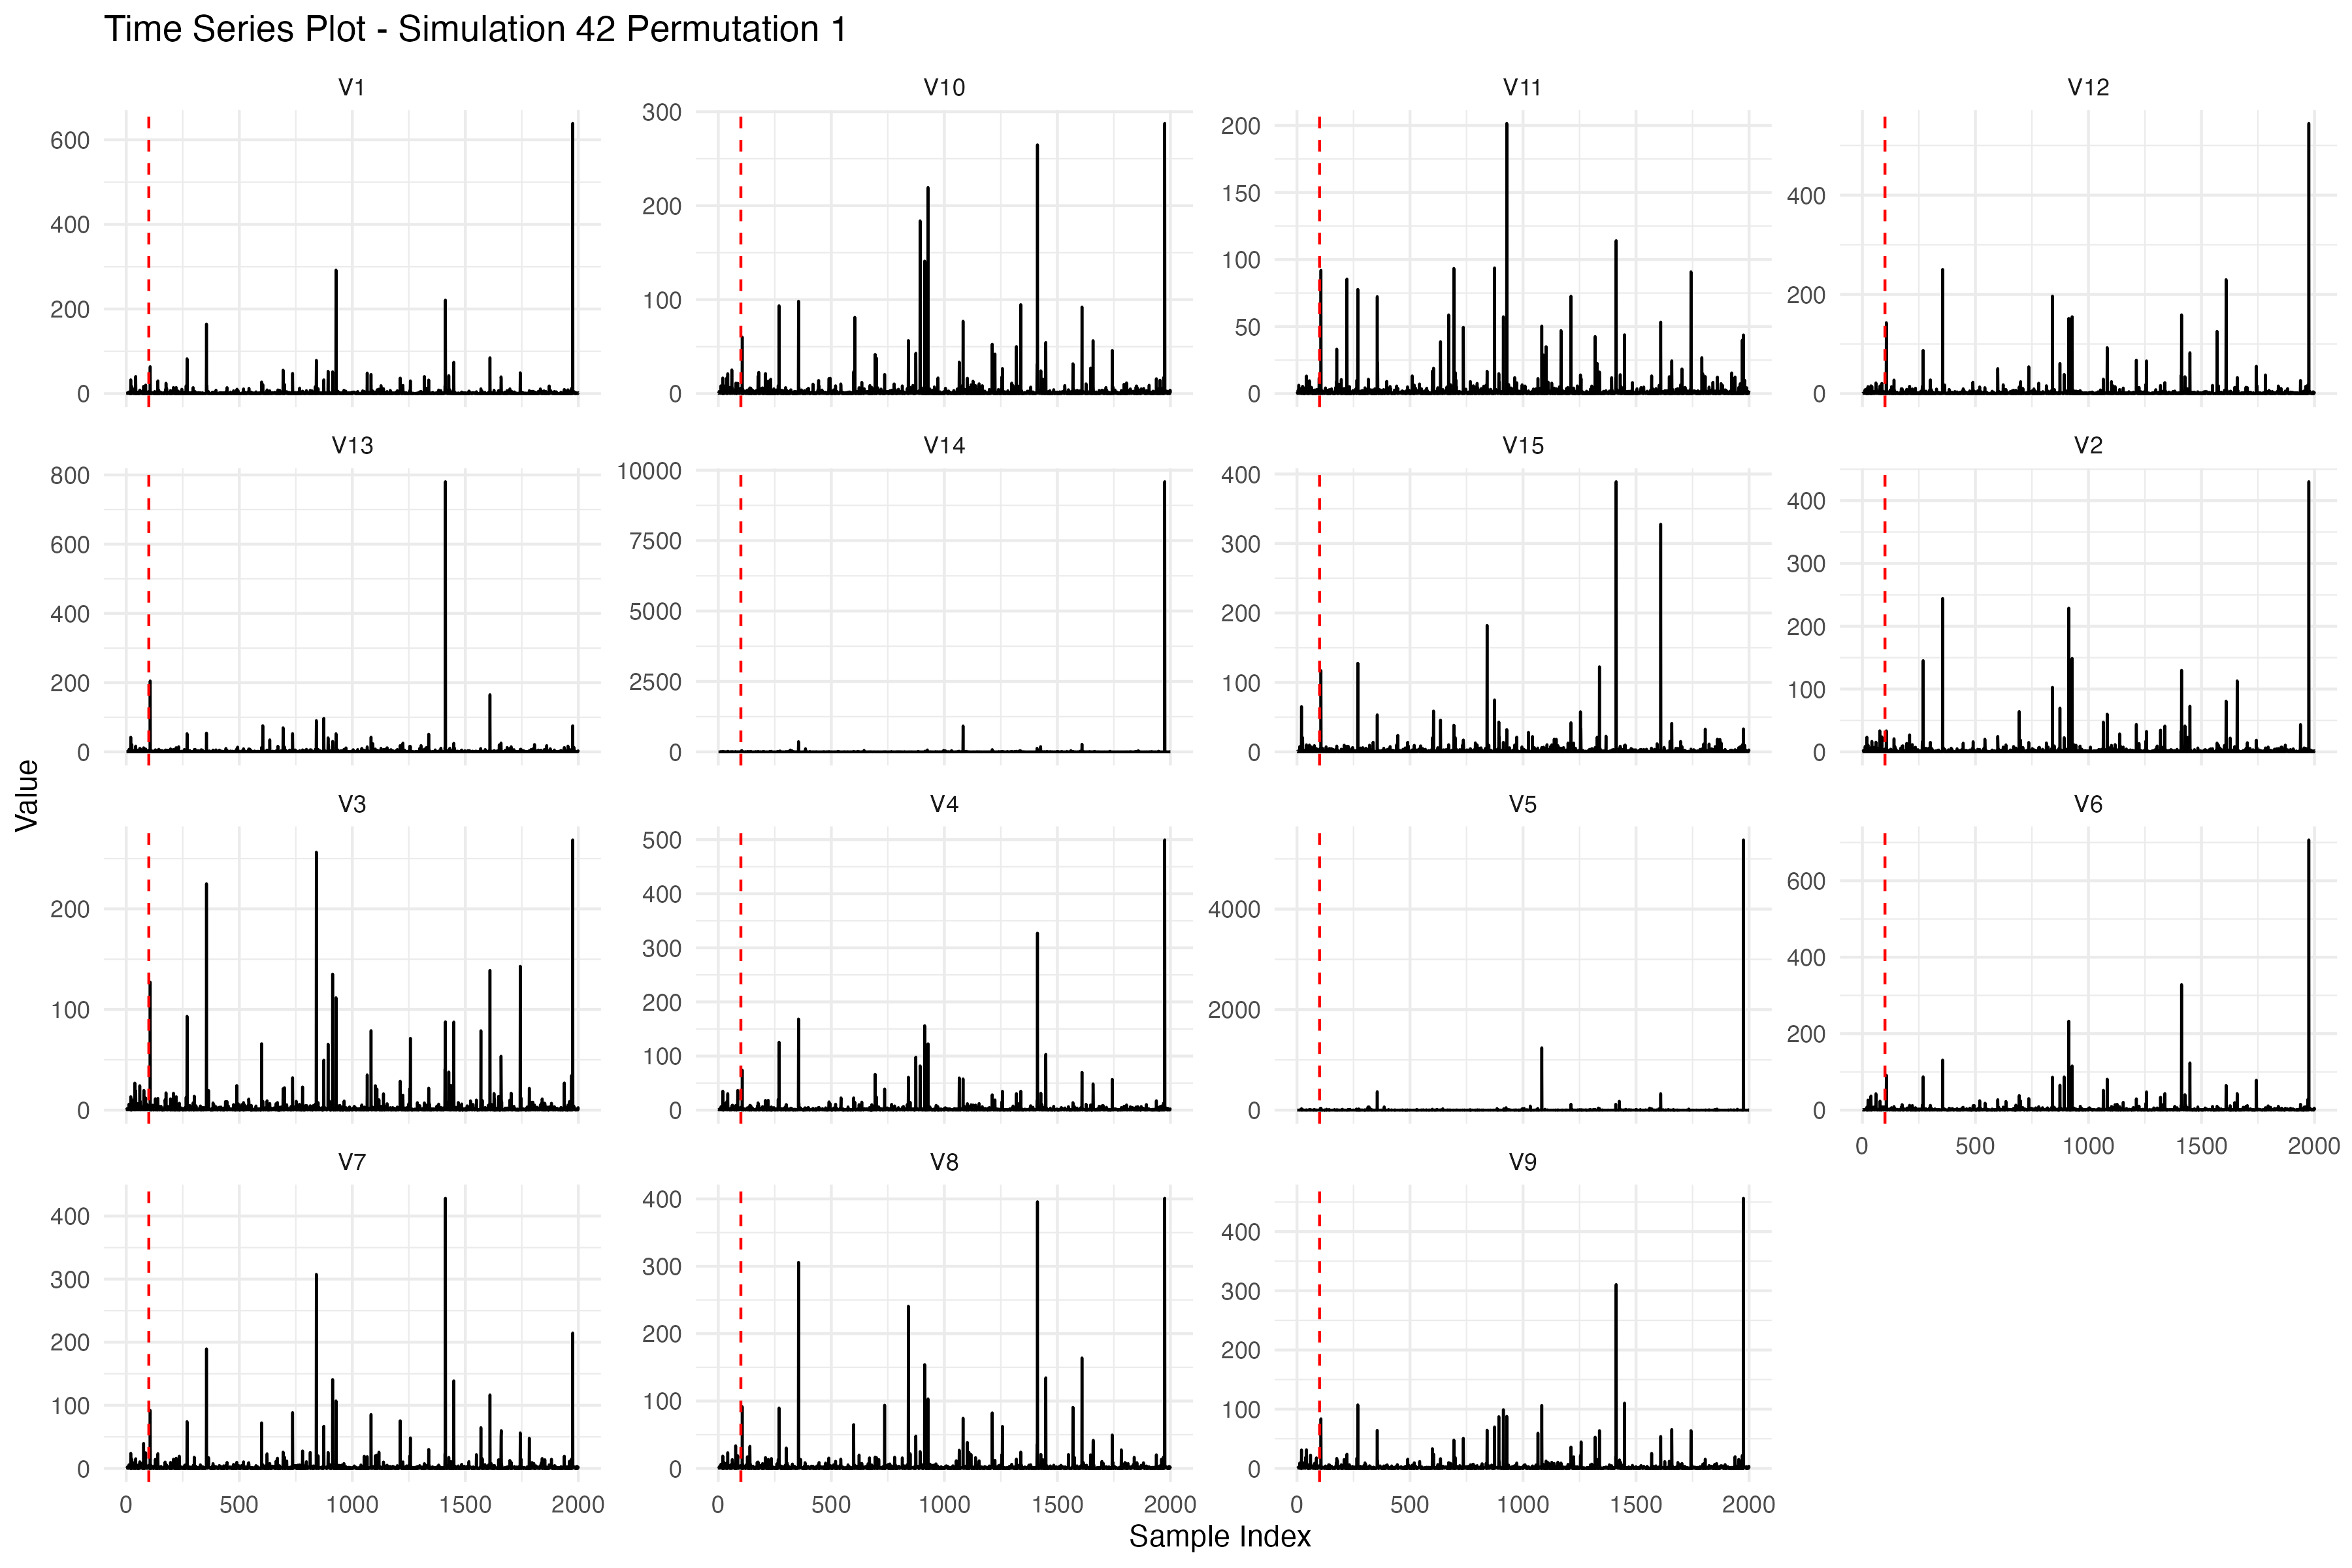 Time Series Plot - Simulation 42 Permutation 1
V1 V10 V11 V12
600 400 200 0
300 200 100 0
200 150 100 50 0
400 200 0
V13 V14 V15 V2
800 600 400 200 0
10000 7500 5000 2500 0
400 300 200 100 0
400 300 200 100 0
V3 V4 V5 V6
200 100 0
500 400 300 200 100 0
4000 2000 0
600 400 200 0
0 500 1000 1500 2000
V7 V8 V9
400 300 200 100 0
400 300 200 100 0
400 300 200 100 0
0 500 1000 1500 2000
0 500 1000 1500 2000
0 500 1000 1500 2000
Value
Sample Index